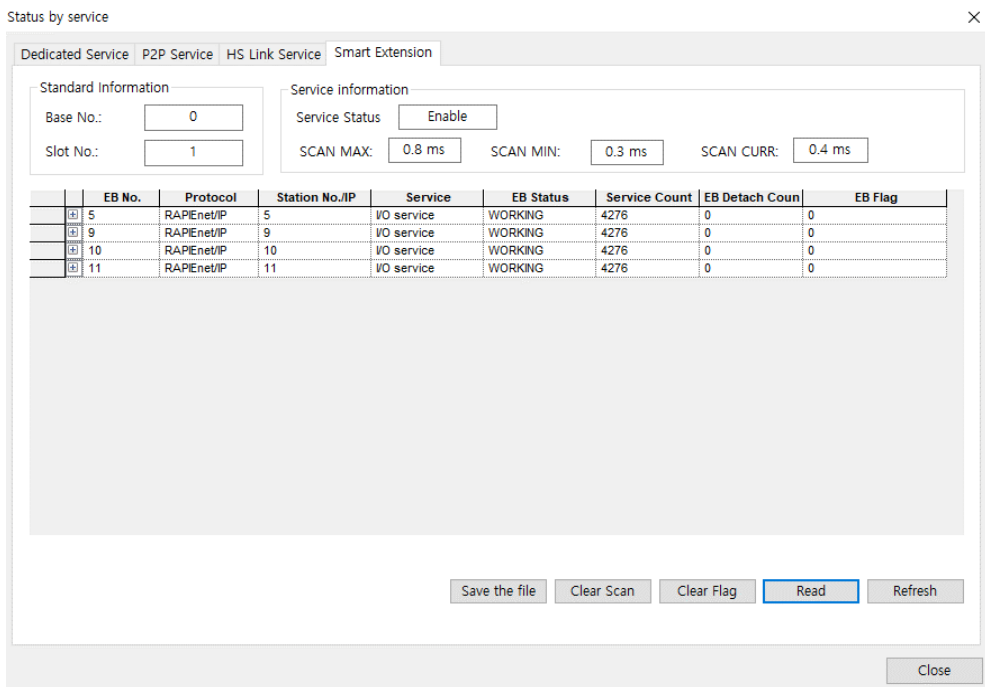 Status by service
Dedicated Service P2P Service HS Link Service Smart Extension
Standard Information
Base No.: 0
Slot No.: 1
Service information
Service Status Enable
SCAN MAX: 0.8 ms SCAN MIN: 0.3 ms SCAN CURR: 0.4 ms
EB No. Protocol Station No./IP Service EB Status Service Count EB Detach Coun EB Flag
5 RAPIEnet/IP 5 I/O service WORKING 4276 0 0
9 RAPIEnet/IP 9 I/O service WORKING 4276 0 0
10 RAPIEnet/IP 10 I/O service WORKING 4276 0 0
11 RAPIEnet/IP 11 I/O service WORKING 4276 0 0
Save the file Clear Scan Clear Flag Read Refresh
Close